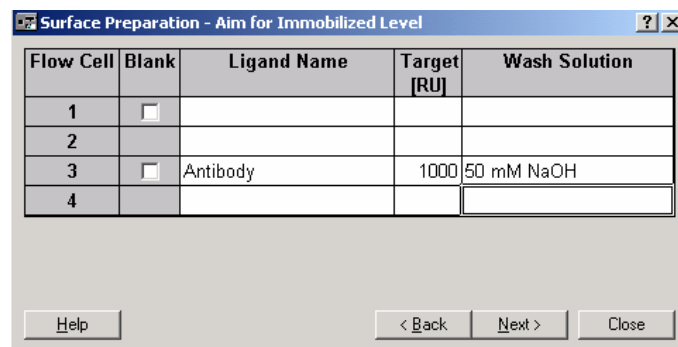 Surface Preparation - Aim for Immobilized Level
Flow Cell Blank Ligand Name Target [RU] Wash Solution
1
2
3 Antibody 1000 50 mM NaOH
4
Help < Back Next > Close